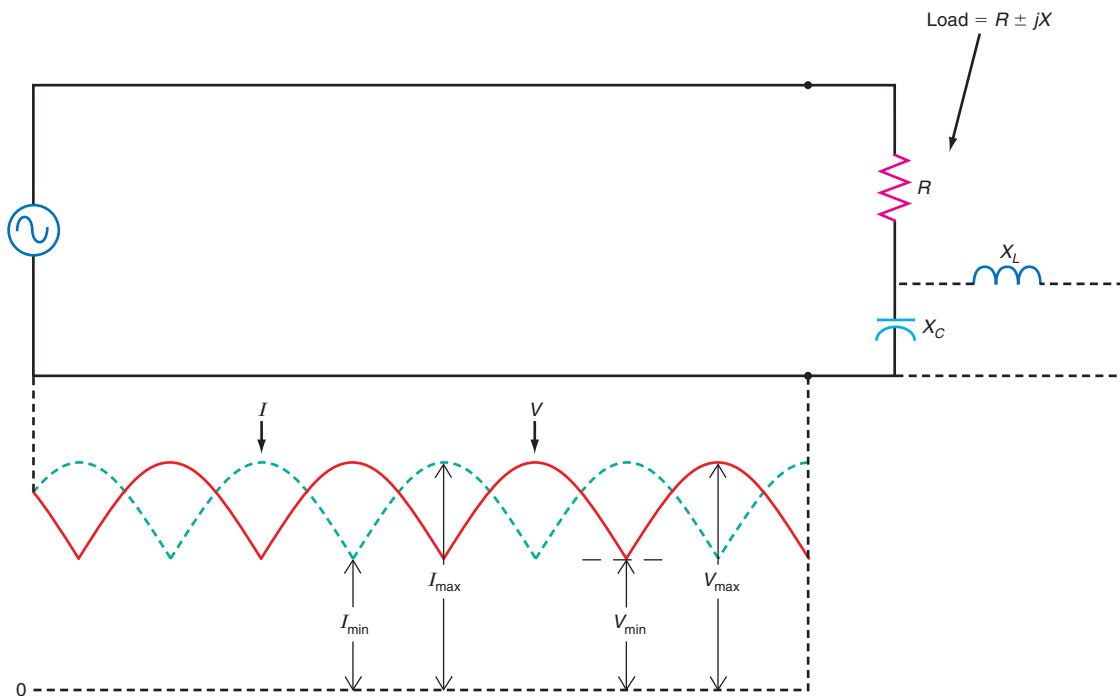 Load = R ± jX
R
X_L
X_C
I
V
I_max
V_max
I_min
V_min
0